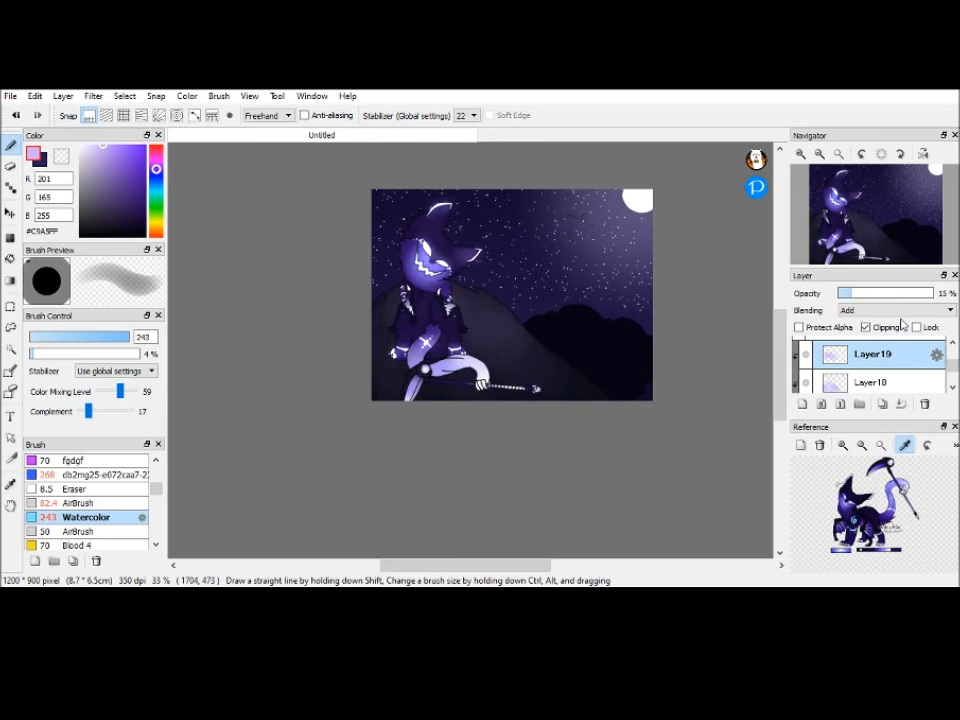 File Edit Layer Filter Select Snap Color Brush View Tool Window Help
Snap OFF Freehand Anti-aliasing Stabilizer (Global settings) 22 Soft Edge
Color
Untitled
Navigator
R 201
G 165
B 255
#C9A5FF
Brush Preview
Layer
Opacity 15 %
Blending Add
Protect Alpha Clipping Lock
Brush Control
243
4 %
Stabilizer Use global settings
Color Mixing Level 59
Complement 17
Layer19
Layer18
Reference
Brush
70 fgdgf
268 db2mg25-e072caa7-2
8.5 Eraser
82.4 AirBrush
243 Watercolor
50 AirBrush
70 Blood 4
1200 * 900 pixel (8.7 * 6.5cm) 350 dpi 33 % ( 1704, 473 ) Draw a straight line by holding down Shift, Change a brush size by holding down Ctrl, Alt, and dragging